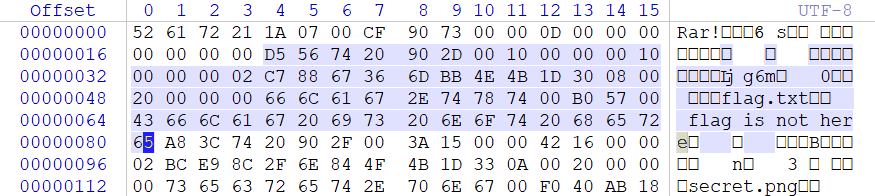 Offset 0 1 2 3 4 5 6 7 8 9 10 11 12 13 14 15 UTF-8
00000000 52 61 72 21 1A 07 00 CF 90 73 00 00 0D 00 00 00 Rar!□□□6 s□□ □□□
00000016 00 00 00 00 D5 56 74 20 90 2D 00 10 00 00 00 10
00000032 00 00 00 02 C7 88 67 36 6D BB 4E 4B 1D 30 08 00
00000048 20 00 00 00 66 6C 61 67 2E 74 78 74 00 B0 57 00 □□□flag.txt□□
00000064 43 66 6C 61 67 20 69 73 20 6E 6F 74 20 68 65 72 flag is not her
00000080 65 A8 3C 74 20 90 2F 00 3A 15 00 00 42 16 00 00 e
00000096 02 BC E9 8C 2F 6E 84 4F 4B 1D 33 0A 00 20 00 00
00000112 00 73 65 63 72 65 74 2E 70 6E 67 00 F0 40 AB 18 □secret.png□□